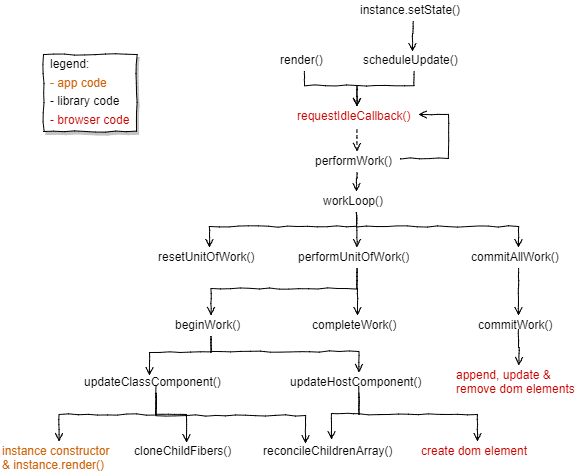 instance.setState()
render()
scheduleUpdate()
legend:
- app code
- library code
- browser code
requestIdleCallback()
performWork()
workLoop()
resetUnitOfWork()
performUnitOfWork()
commitAllWork()
beginWork()
completeWork()
commitWork()
append, update &
remove dom elements
updateClassComponent()
updateHostComponent()
instance constructor
& instance.render()
cloneChildFibers()
reconcileChildrenArray()
create dom element